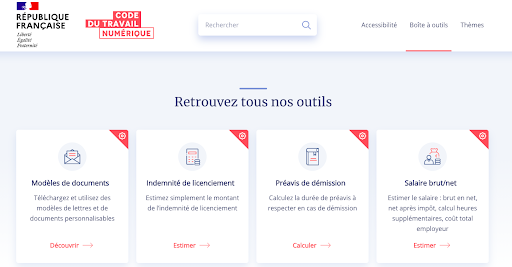 RÉPUBLIQUE
FRANÇAISE
Liberté
Égalité
Fraternité
CODE
DU TRAVAIL
NUMÉRIQUE
Rechercher
Accessibilité Boîte à outils Thèmes
Retrouvez tous nos outils
Modèles de documents
Téléchargez et utilisez des
modèles de lettres et de
documents personnalisables
Découvrir
Indemnité de licenciement
Estimez simplement le montant
de l'indemnité de licenciement
Estimer
Préavis de démission
Calculez la durée de préavis à
respecter en cas de démission
Calculer
Salaire brut/net
Estimer le salaire : brut en net,
net après impôt, calcul heures
supplémentaires, coût total
employeur
Estimer